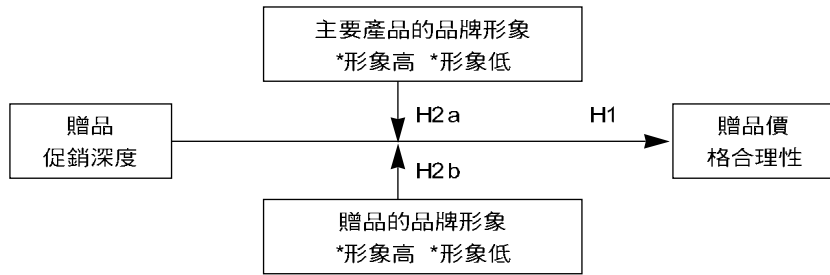 主要產品的品牌形象
*形象高 *形象低
H2a
H1
贈品
促銷深度
贈品價
格合理性
H2b
贈品的品牌形象
*形象高 *形象低